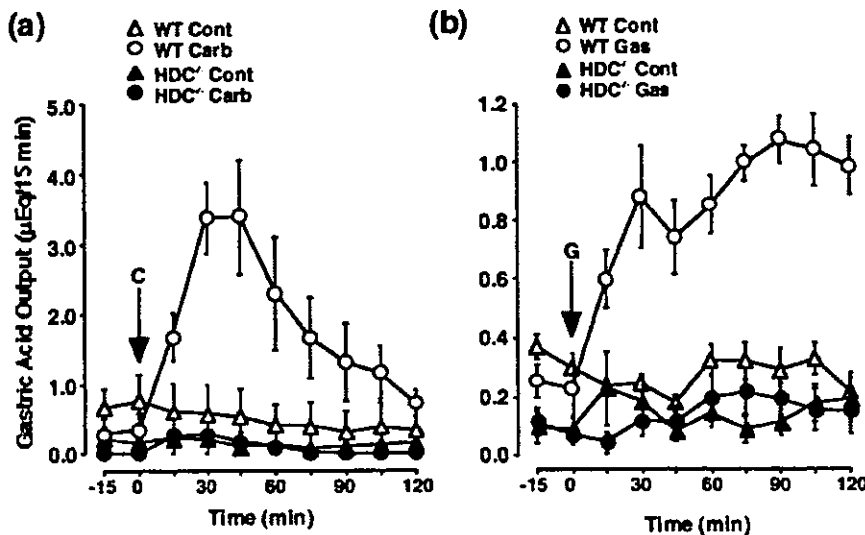 (a)
WT Cont
WT Carb
HDC-/- Cont
HDC-/- Carb
5.0
4.0
3.0
2.0
1.0
0.0
Gastric Acid Output (μEq/15 min)
C
-15 0 30 60 90 120
Time (min)
(b)
WT Cont
WT Gas
HDC-/- Cont
HDC-/- Gas
1.2
1.0
0.8
0.6
0.4
0.2
0.0
G
-15 0 30 60 90 120
Time (min)